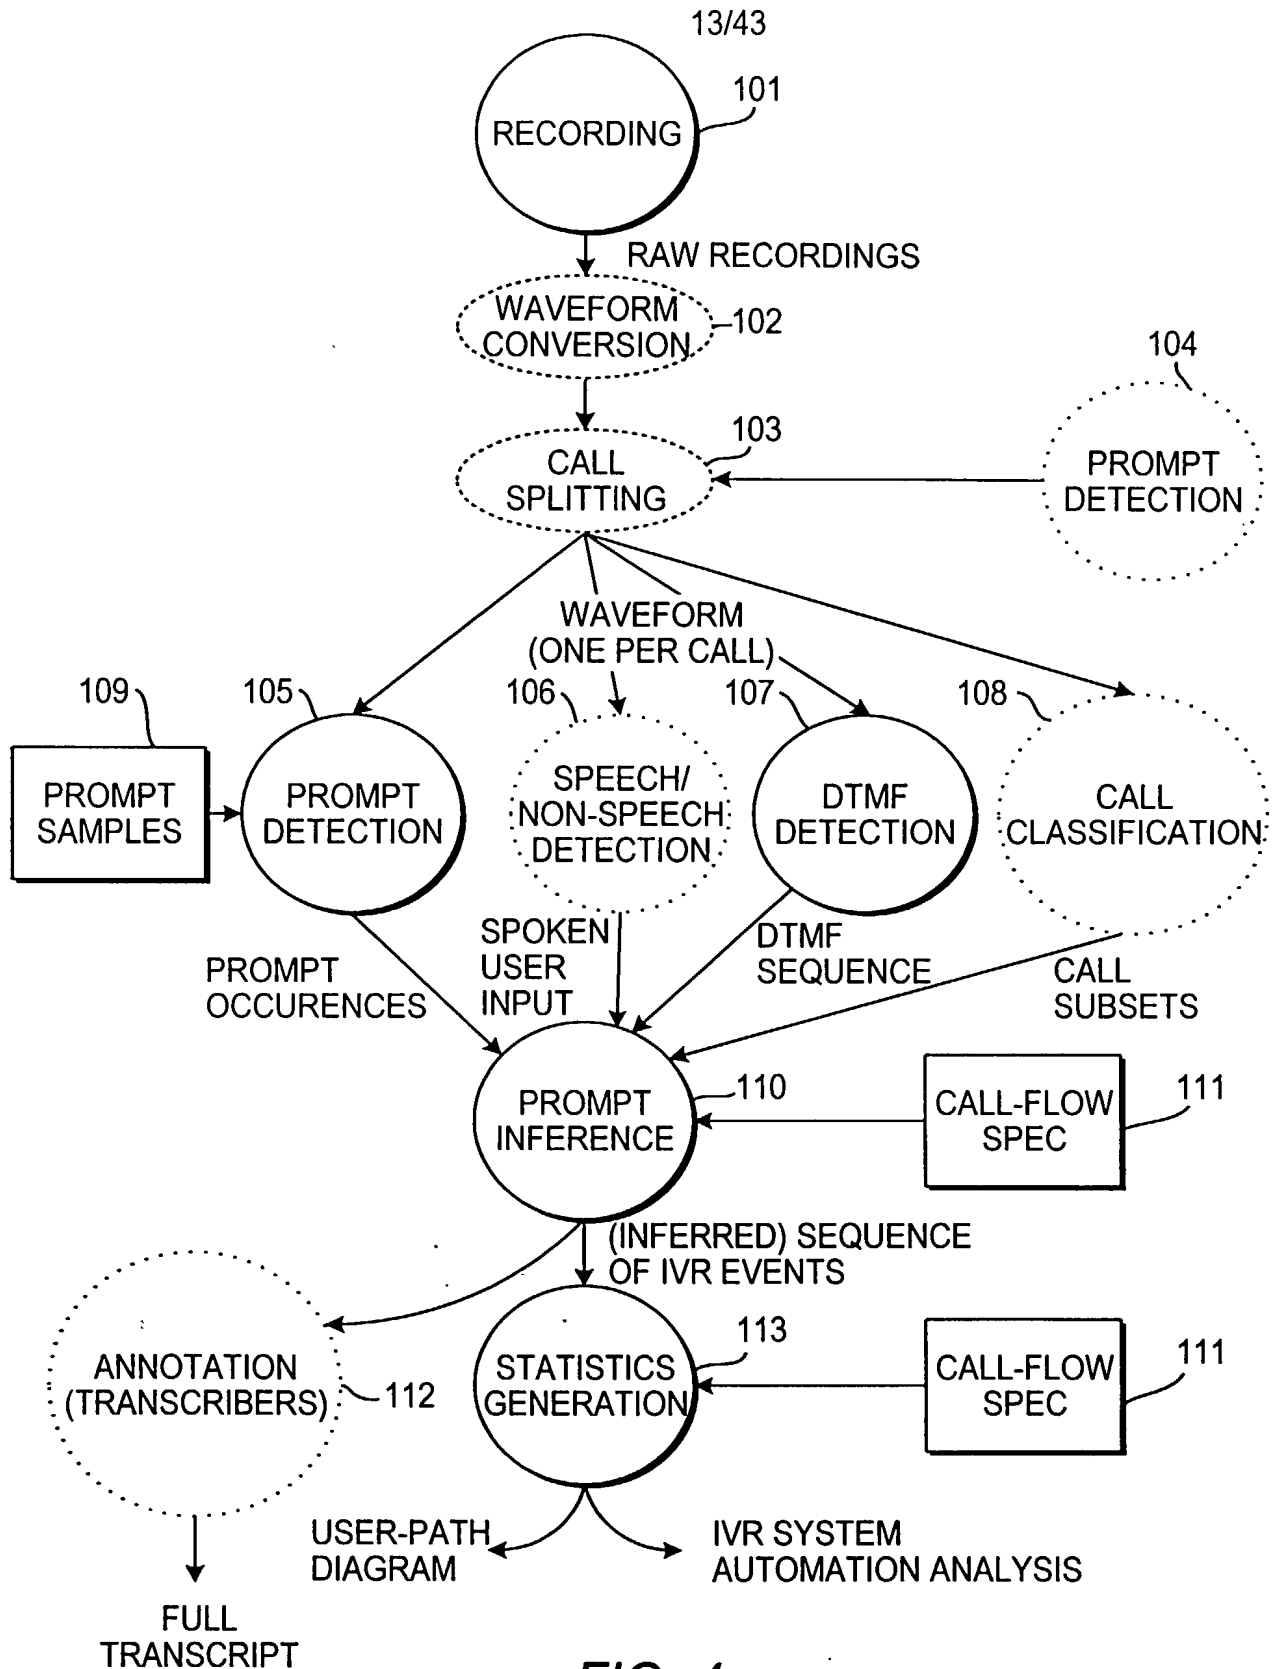 13/43
101
RECORDING
RAW RECORDINGS
WAVEFORM
CONVERSION
102
104
103
CALL
SPLITTING
PROMPT
DETECTION
WAVEFORM
(ONE PER CALL)
109
105
106
107
108
PROMPT
SAMPLES
PROMPT
DETECTION
SPEECH/
NON-SPEECH
DETECTION
DTMF
DETECTION
CALL
CLASSIFICATION
PROMPT
OCCURENCES
SPOKEN
USER
INPUT
DTMF
SEQUENCE
CALL
SUBSETS
PROMPT
INFERENCE
110
CALL-FLOW
SPEC
111
(INFERRED) SEQUENCE
OF IVR EVENTS
ANNOTATION
(TRANSCRIBERS)
112
STATISTICS
GENERATION
113
CALL-FLOW
SPEC
111
USER-PATH
DIAGRAM
IVR SYSTEM
AUTOMATION ANALYSIS
FULL
TRANSCRIPT